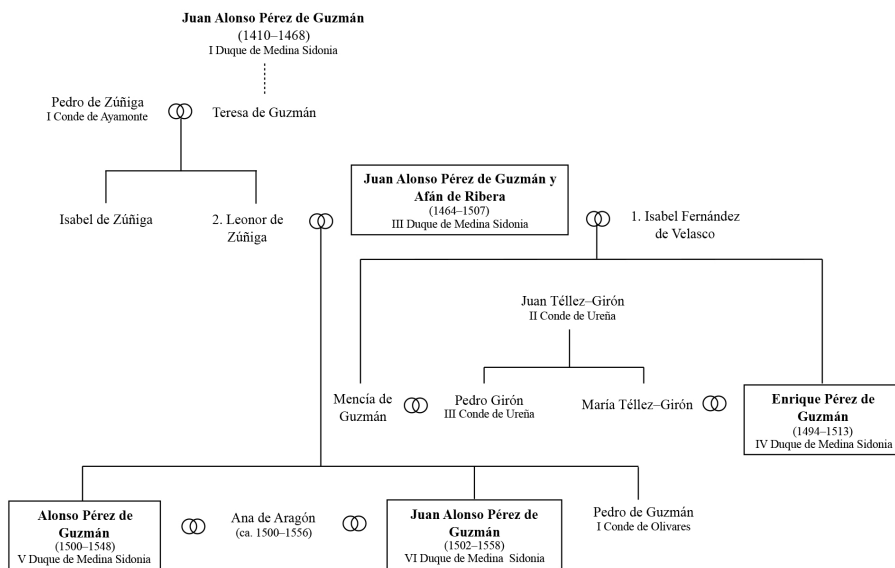 Juan Alonso Pérez de Guzmán
(1410–1468)
I Duque de Medina Sidonia
Pedro de Zúñiga
I Conde de Ayamonte
Teresa de Guzmán
Isabel de Zúñiga
2. Leonor de
Zúñiga
Juan Alonso Pérez de Guzmán y
Afán de Ribera
(1464–1507)
III Duque de Medina Sidonia
1. Isabel Fernández
de Velasco
Juan Téllez–Girón
II Conde de Ureña
Mencía de
Guzmán
Pedro Girón
III Conde de Ureña
María Téllez–Girón
Enrique Pérez de
Guzmán
(1494–1513)
IV Duque de Medina Sidonia
Alonso Pérez de
Guzmán
(1500–1548)
V Duque de Medina Sidonia
Ana de Aragón
(ca. 1500–1556)
Juan Alonso Pérez de
Guzmán
(1502–1558)
VI Duque de Medina Sidonia
Pedro de Guzmán
I Conde de Olivares